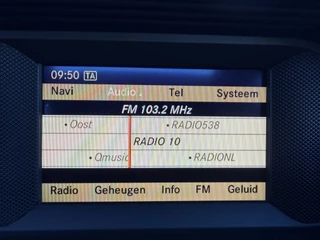 09:50 TA
Navi Audio Tel Systeem
FM 103.2 MHz
• Oost • RADIO538
RADIO 10
• Qmusic • RADIONL
Radio Geheugen Info FM Geluid